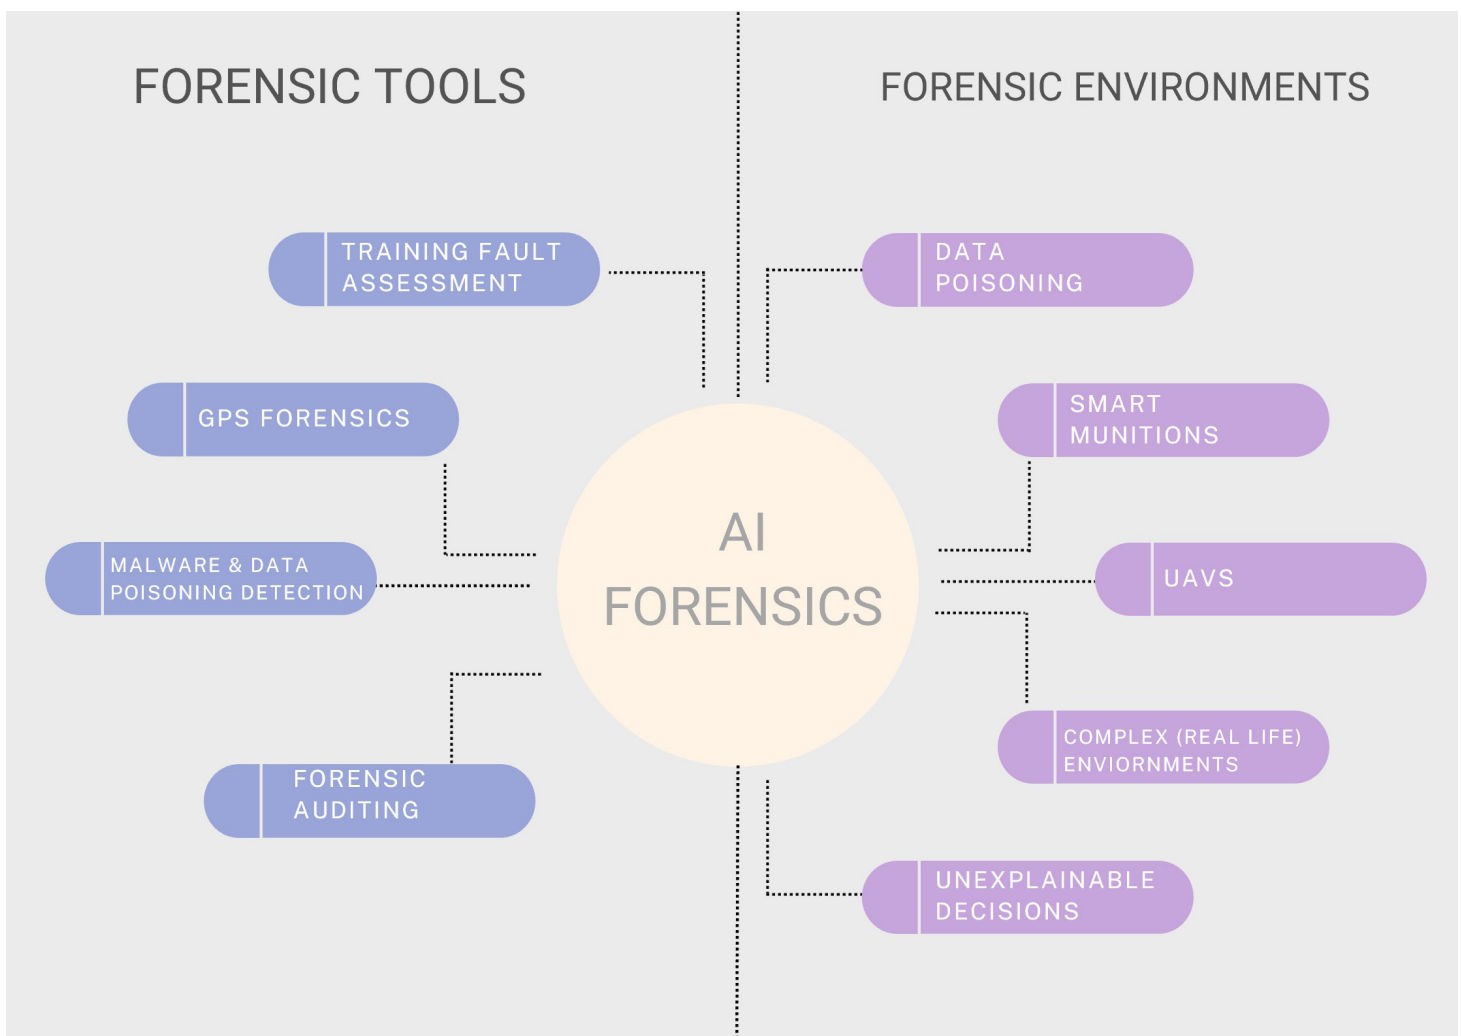 FORENSIC TOOLS
FORENSIC ENVIRONMENTS
TRAINING FAULT
ASSESSMENT
GPS FORENSICS
MALWARE & DATA
POISONING DETECTION
FORENSIC
AUDITING
AI
FORENSICS
DATA
POISONING
SMART
MUNITIONS
UAVS
COMPLEX (REAL LIFE)
ENVIORNMENTS
UNEXPLAINABLE
DECISIONS